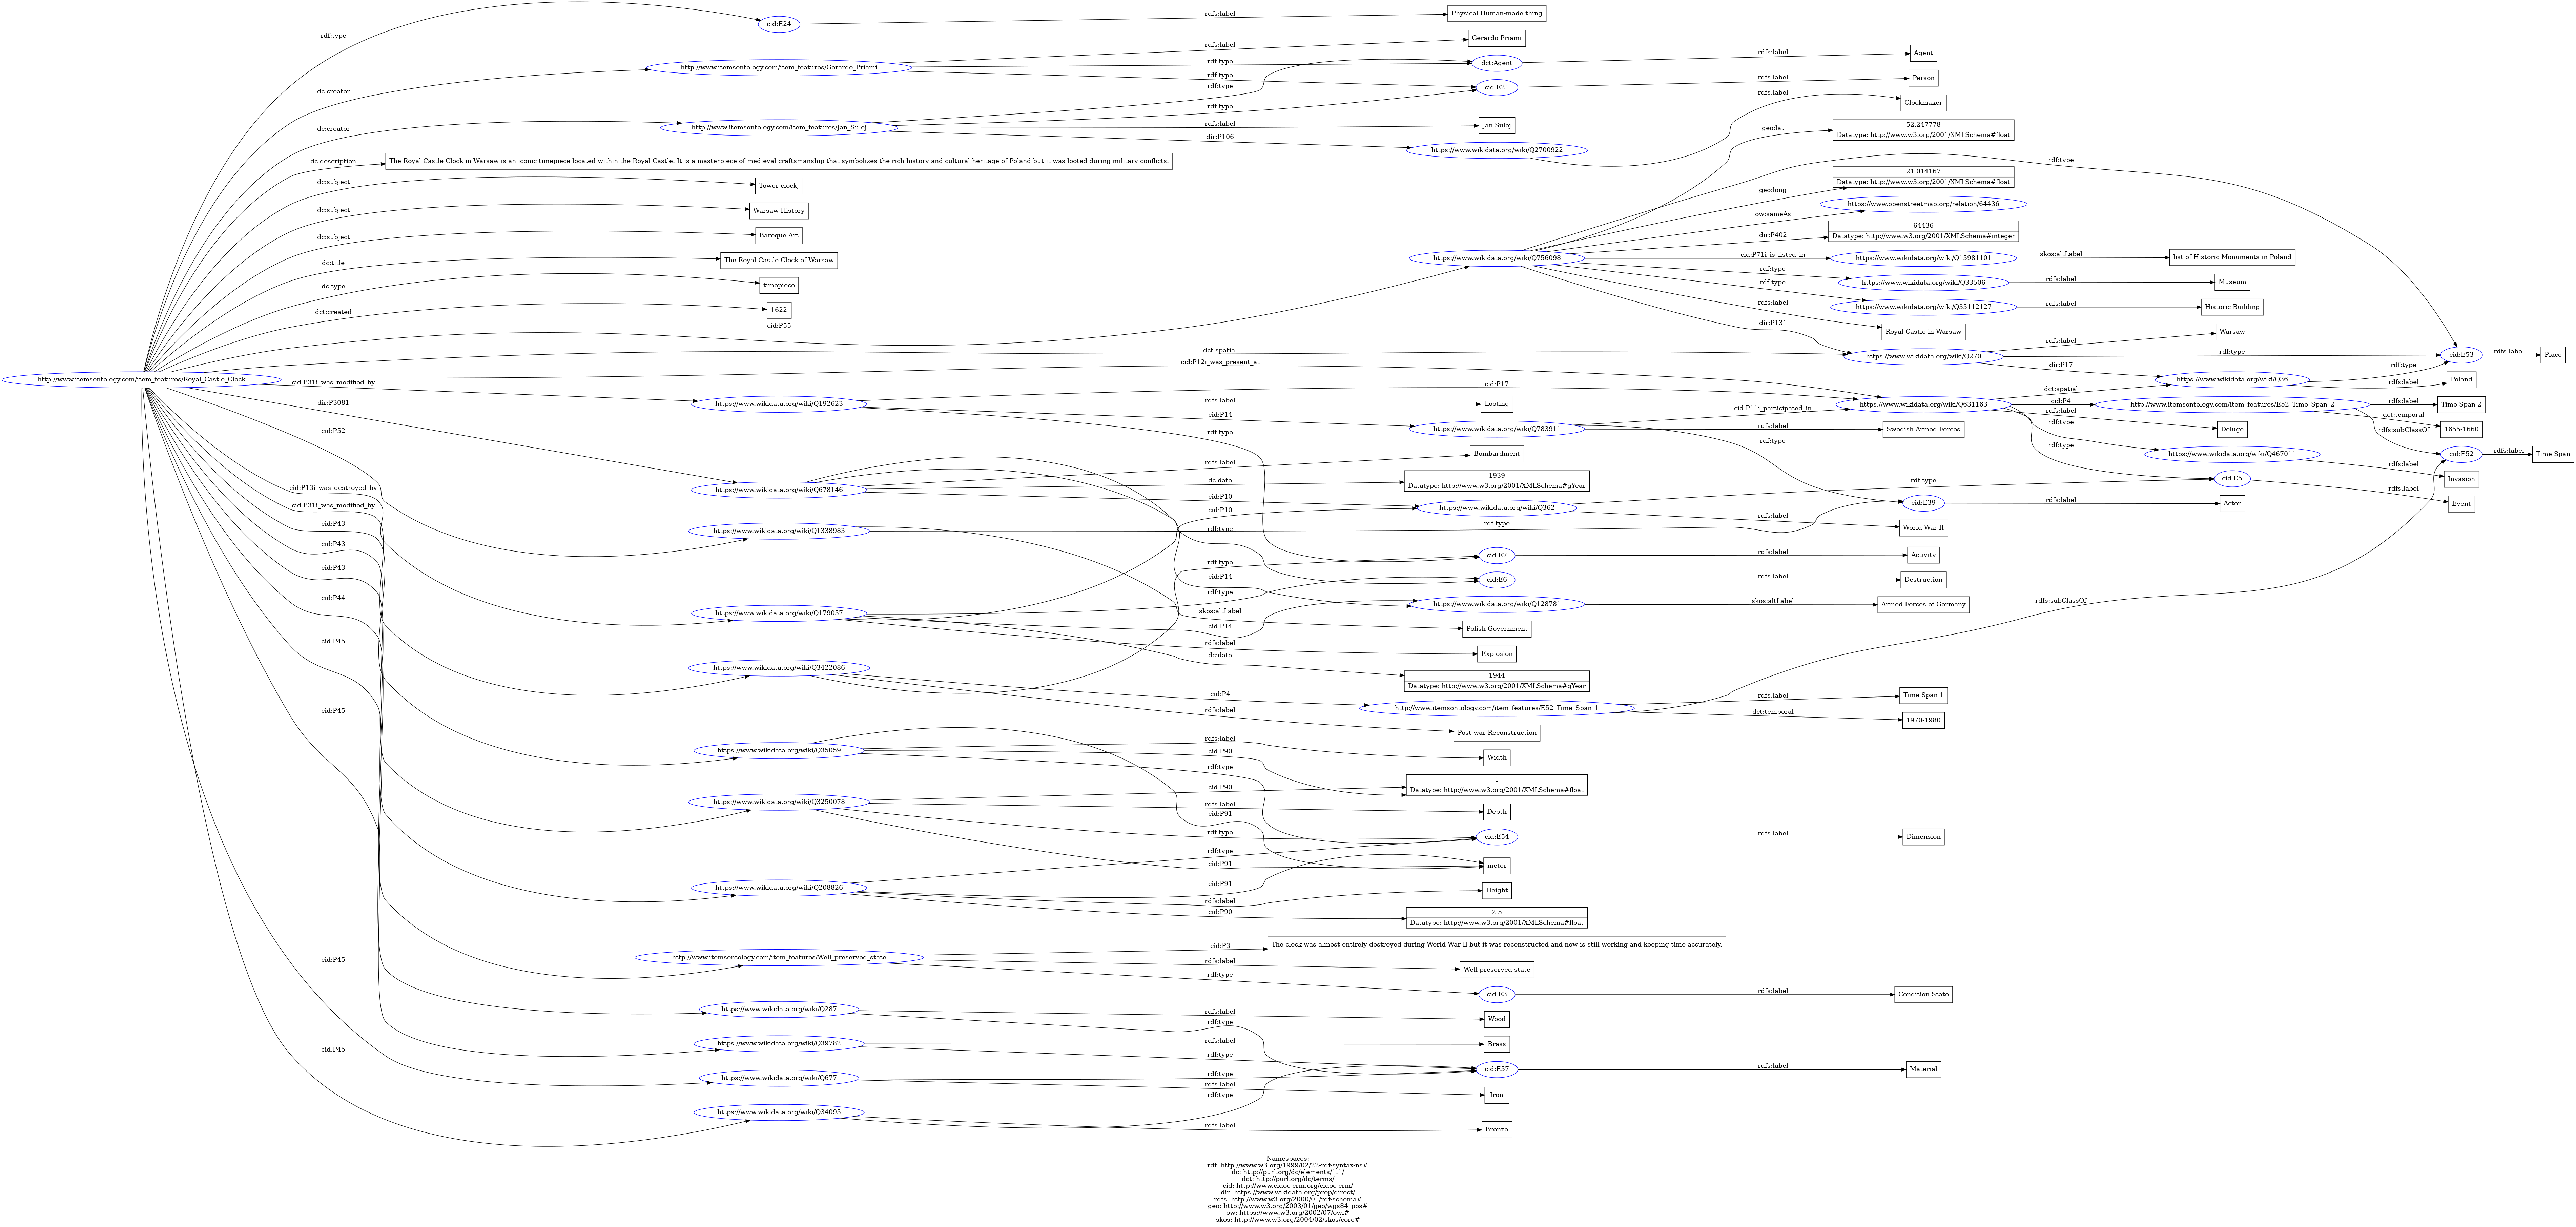 rdf:type
cid:E24
rdfs:label
Physical Human-made thing
dc:creator
http://www.itemsontology.com/item_features/Gerardo_Priami
rdfs:label
Gerardo Priami
rdf:type
dct:Agent
rdfs:label
Agent
rdf:type
rdf:type
cid:E21
rdfs:label
Person
dc:creator
http://www.itemsontology.com/item_features/Jan_Sulej
rdf:type
rdfs:label
Jan Sulej
dir:P106
https://www.wikidata.org/wiki/Q2700922
rdfs:label
Clockmaker
dc:description
The Royal Castle Clock in Warsaw is an iconic timepiece located within the Royal Castle. It is a masterpiece of medieval craftsmanship that symbolizes the rich history and cultural heritage of Poland but it was looted during military conflicts.
dc:subject
Tower clock,
dc:subject
Warsaw History
dc:subject
Baroque Art
dc:title
The Royal Castle Clock of Warsaw
dc:type
timepiece
dct:created
1622
cid:P55
https://www.wikidata.org/wiki/Q756098
geo:lat
52.247778
Datatype: http://www.w3.org/2001/XMLSchema#float
rdf:type
geo:long
21.014167
Datatype: http://www.w3.org/2001/XMLSchema#float
ow:sameAs
https://www.openstreetmap.org/relation/64436
dir:P402
64436
Datatype: http://www.w3.org/2001/XMLSchema#integer
cid:P71i_is_listed_in
https://www.wikidata.org/wiki/Q15981101
skos:altLabel
list of Historic Monuments in Poland
rdf:type
https://www.wikidata.org/wiki/Q33506
rdfs:label
Museum
rdf:type
https://www.wikidata.org/wiki/Q35112127
rdfs:label
Historic Building
rdfs:label
Royal Castle in Warsaw
dir:P131
dct:spatial
https://www.wikidata.org/wiki/Q270
rdfs:label
Warsaw
rdf:type
cid:E53
rdfs:label
Place
dir:P17
https://www.wikidata.org/wiki/Q36
rdf:type
rdfs:label
Poland
http://www.itemsontology.com/item_features/Royal_Castle_Clock
cid:P12i_was_present_at
cid:P31i_was_modified_by
https://www.wikidata.org/wiki/Q192623
cid:P17
rdfs:label
Looting
cid:P14
rdf:type
https://www.wikidata.org/wiki/Q783911
cid:P11i_participated_in
rdfs:label
Swedish Armed Forces
rdf:type
https://www.wikidata.org/wiki/Q631163
dct:spatial
cid:P4
http://www.itemsontology.com/item_features/E52_Time_Span_2
rdfs:label
Time Span 2
dct:temporal
1655-1660
rdfs:subClassOf
cid:E52
rdfs:label
Time-Span
rdfs:label
Deluge
rdf:type
https://www.wikidata.org/wiki/Q467011
rdfs:label
Invasion
rdf:type
cid:E5
rdfs:label
Event
dir:P3081
https://www.wikidata.org/wiki/Q678146
rdfs:label
Bombardment
dc:date
1939
Datatype: http://www.w3.org/2001/XMLSchema#gYear
cid:P10
cid:P10
https://www.wikidata.org/wiki/Q362
rdf:type
rdfs:label
World War II
cid:E39
rdfs:label
Actor
cid:P52
https://www.wikidata.org/wiki/Q1338983
rdf:type
rdf:type
cid:E7
rdfs:label
Activity
rdf:type
cid:P14
cid:E6
rdfs:label
Destruction
cid:P13i_was_destroyed_by
https://www.wikidata.org/wiki/Q179057
rdf:type
https://www.wikidata.org/wiki/Q128781
skos:altLabel
Armed Forces of Germany
skos:altLabel
Polish Government
cid:P14
rdfs:label
Explosion
dc:date
1944
Datatype: http://www.w3.org/2001/XMLSchema#gYear
cid:P31i_was_modified_by
https://www.wikidata.org/wiki/Q3422086
cid:P4
http://www.itemsontology.com/item_features/E52_Time_Span_1
rdfs:subClassOf
rdfs:label
Time Span 1
dct:temporal
1970-1980
rdfs:label
Post-war Reconstruction
cid:P43
https://www.wikidata.org/wiki/Q35059
rdfs:label
Width
cid:P90
rdf:type
1
Datatype: http://www.w3.org/2001/XMLSchema#float
cid:P43
https://www.wikidata.org/wiki/Q3250078
cid:P90
rdfs:label
Depth
cid:P91
rdf:type
cid:E54
rdfs:label
Dimension
cid:P91
meter
cid:P43
https://www.wikidata.org/wiki/Q208826
rdf:type
cid:P91
rdfs:label
Height
cid:P90
2.5
Datatype: http://www.w3.org/2001/XMLSchema#float
cid:P44
http://www.itemsontology.com/item_features/Well_preserved_state
cid:P3
The clock was almost entirely destroyed during World War II but it was reconstructed and now is still working and keeping time accurately.
rdfs:label
Well preserved state
rdf:type
cid:E3
rdfs:label
Condition State
cid:P45
https://www.wikidata.org/wiki/Q287
rdfs:label
Wood
rdf:type
cid:P45
https://www.wikidata.org/wiki/Q39782
rdfs:label
Brass
rdf:type
cid:E57
rdfs:label
Material
cid:P45
https://www.wikidata.org/wiki/Q677
rdf:type
rdfs:label
Iron
cid:P45
https://www.wikidata.org/wiki/Q34095
rdf:type
rdfs:label
Bronze
Namespaces:
rdf: http://www.w3.org/1999/02/22-rdf-syntax-ns#
dc: http://purl.org/dc/elements/1.1/
dct: http://purl.org/dc/terms/
cid: http://www.cidoc-crm.org/cidoc-crm/
dir: https://www.wikidata.org/prop/direct/
rdfs: http://www.w3.org/2000/01/rdf-schema#
geo: http://www.w3.org/2003/01/geo/wgs84_pos#
ow: https://www.w3.org/2002/07/owl#
skos: http://www.w3.org/2004/02/skos/core#